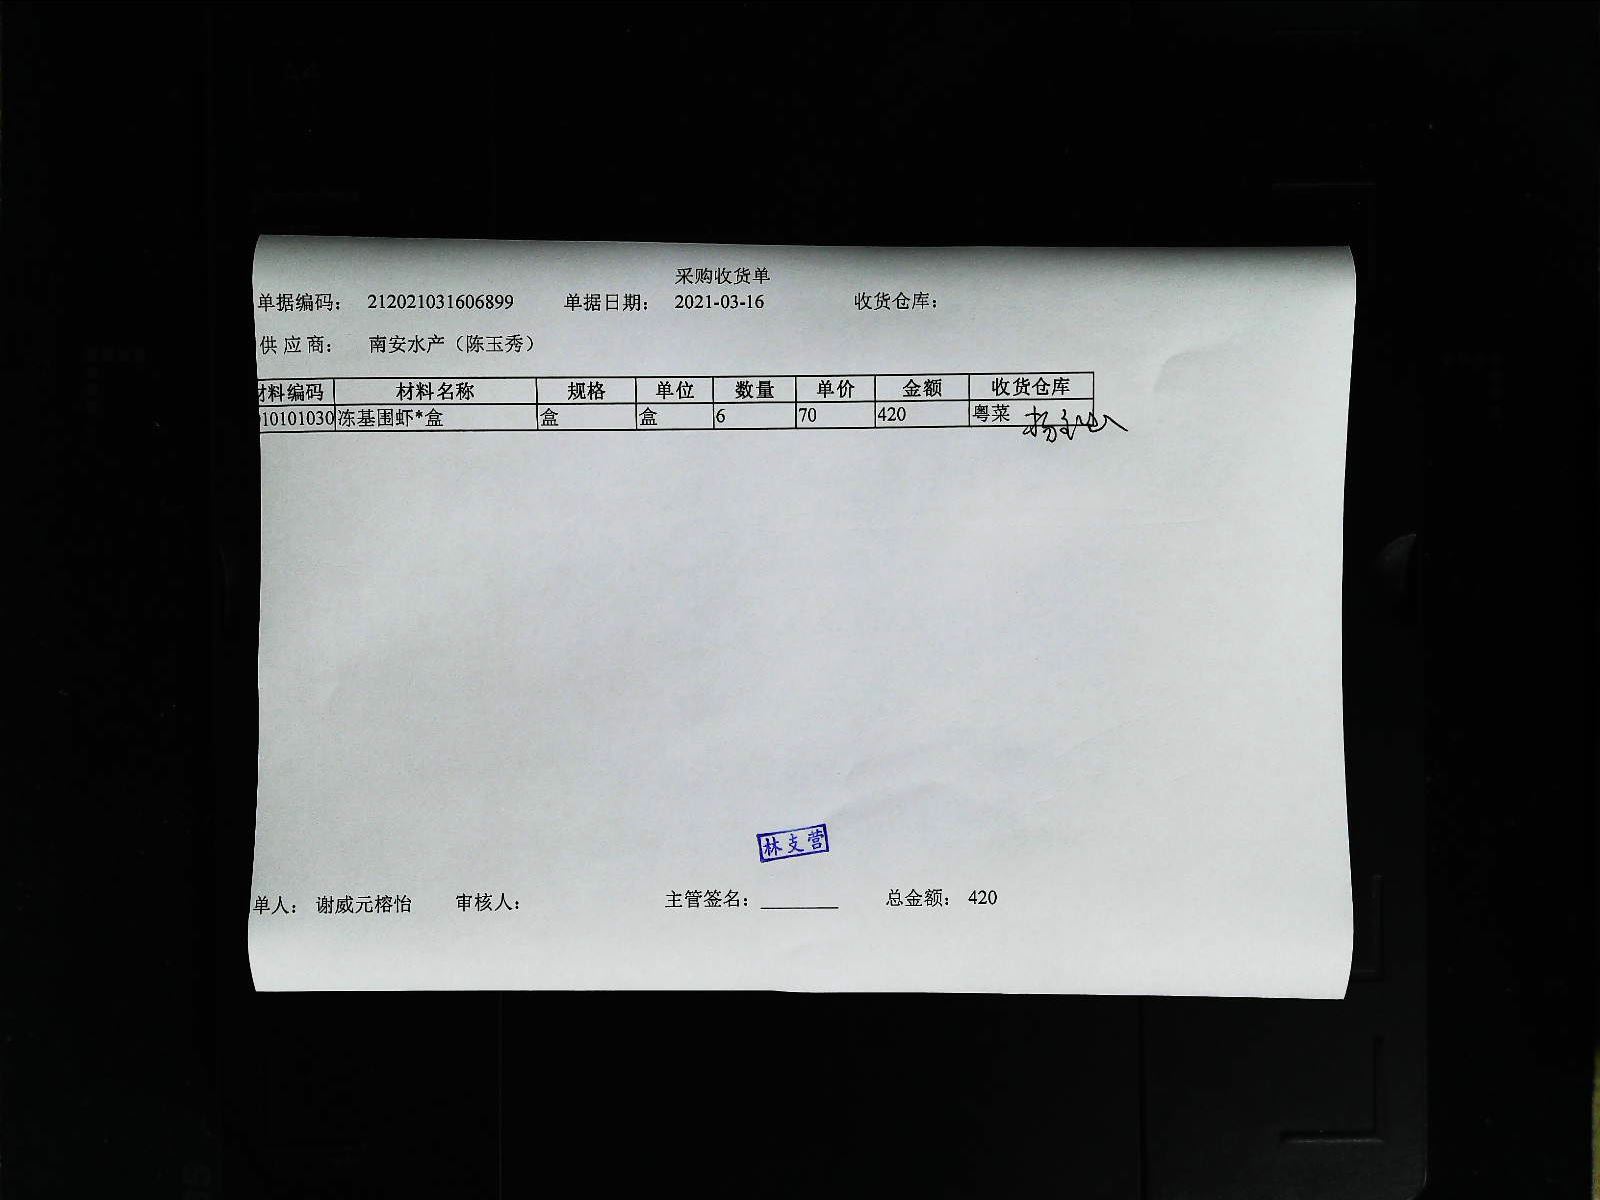 采购收货单
单据编码： 212021031606899 单据日期： 2021-03-16 收货仓库：
供应商： 南安水产（陈玉秀）
材料编码 材料名称 规格 单位 数量 单价 金额 收货仓库
10101030 冻基围虾*盒 盒 盒 6 70 420 粤菜
林支营
单人： 谢威元榕怡 审核人： 主管签名： 总金额： 420